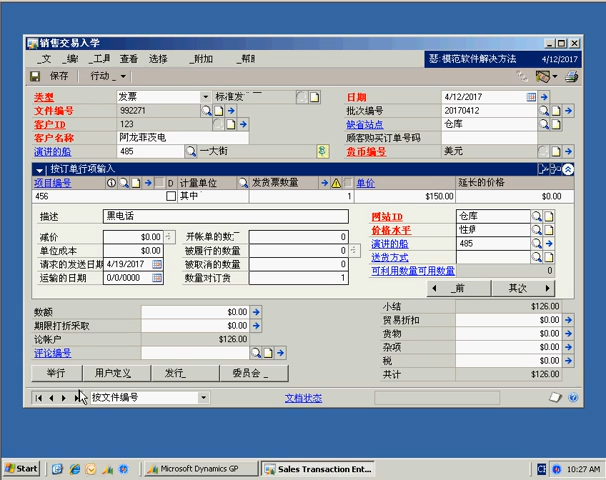 销售交易入学
_文 _编 _工具 查看 选择 _附加 _帮 瑟:模范软件解决方法 4/12/2017
保存 行动_
类型 发票 标准发 日期 4/12/2017
文件编号 992271 批次编号 20170412
客户ID 123 缺省站点 仓库
客户名称 阿龙菲茨电 顾客购买订单号码
演讲的船 485 一大街 货币编号 美元
按订单行项输入
项目编号 D 计量单位 发货票数量 单价 延长的价格
456 其中 1 $150.00 $0.00
描述 黑电话 网站ID 仓库
减价 $0.00 开帐单的数 0 价格水平
单位成本 $0.00 被履行的数量 0 演讲的船 485
请求的发送日期 4/19/2017 被取消的数量 0 送货方式
运输的日期 0/0/0000 数量对订货 1 可利用数量可用数量 0
_前 其次
数额 $0.00 小结 $126.00
期限打折采取 $0.00 贸易折扣 $0.00
论帐户 $126.00 货物 $0.00
评论编号 杂项 $0.00
税 $0.00
举行 用户定义 发行_ 委员会_ 共计 $126.00
按文件编号 文档状态
Start Microsoft Dynamics GP Sales Transaction Ent... 10:27 AM